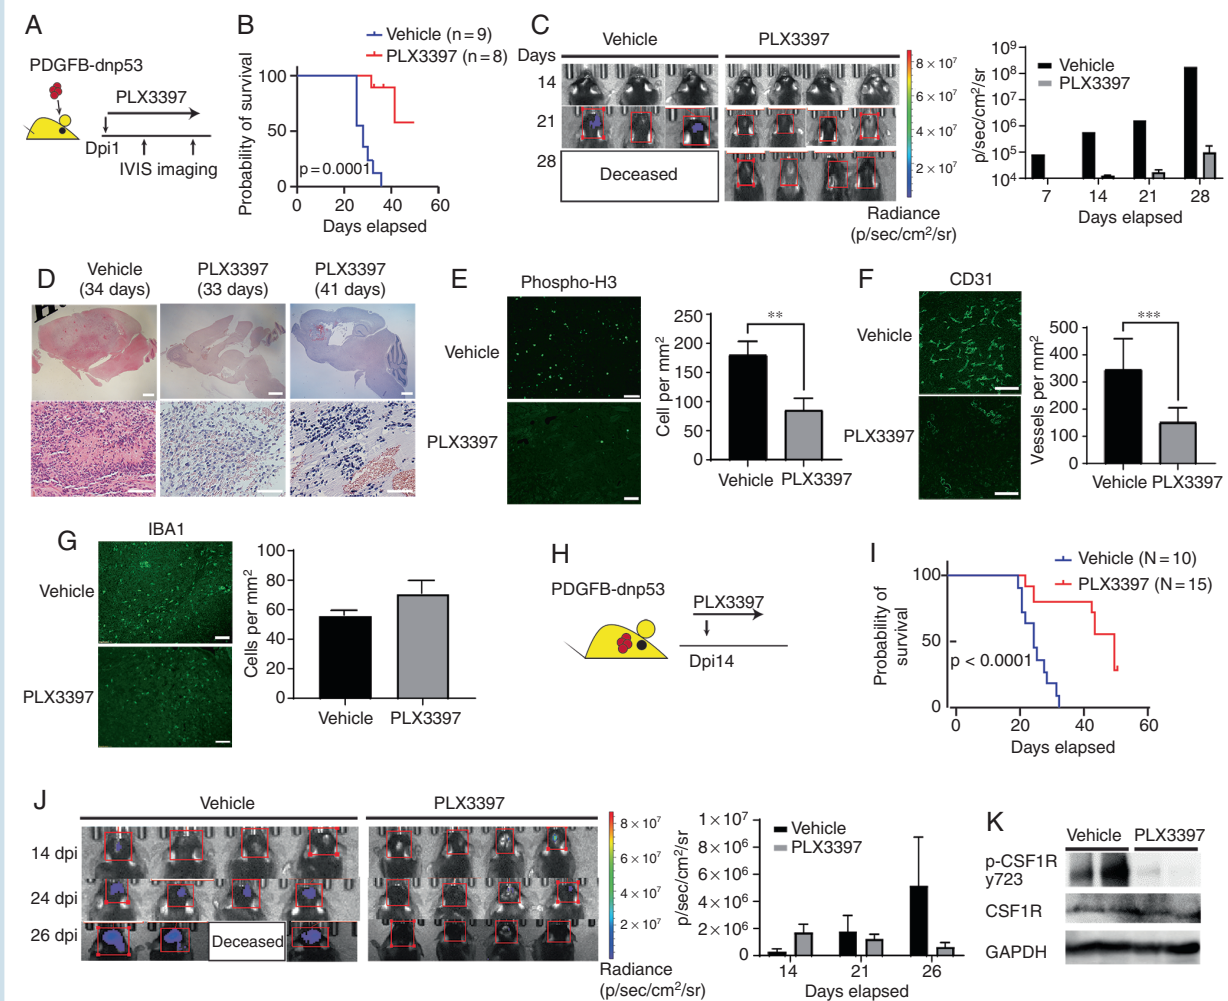 A
PDGFB-dnp53
PLX3397
Dpi1
IVIS imaging
B
Vehicle (n = 9)
PLX3397 (n = 8)
Probability of survival
100
50
0
p = 0.0001
0 20 40 60
Days elapsed
C
Vehicle PLX3397
Days
14
21
28
Deceased
8 × 10⁷
6 × 10⁷
4 × 10⁷
2 × 10⁷
Radiance
(p/sec/cm²/sr)
Vehicle
PLX3397
p/sec/cm²/sr
10⁹
10⁸
10⁷
10⁶
10⁵
10⁴
7 14 21 28
Days elapsed
D
Vehicle
(34 days)
PLX3397
(33 days)
PLX3397
(41 days)
E
Phospho-H3
Vehicle
PLX3397
Cell per mm²
250
200
150
100
50
0
**
Vehicle PLX3397
F
CD31
Vehicle
PLX3397
Vessels per mm²
500
400
300
200
100
0
***
Vehicle PLX3397
G
IBA1
Vehicle
PLX3397
Cells per mm²
100
80
60
40
20
0
Vehicle PLX3397
H
PDGFB-dnp53
PLX3397
Dpi14
I
Vehicle (N = 10)
PLX3397 (N = 15)
Probability of
survival
100
50
0
p < 0.0001
0 20 40 60
Days elapsed
J
Vehicle PLX3397
14 dpi
24 dpi
26 dpi
Deceased
8 × 10⁷
6 × 10⁷
4 × 10⁷
2 × 10⁷
Radiance
(p/sec/cm²/sr)
Vehicle
PLX3397
p/sec/cm²/sr
1 × 10⁷
8 × 10⁶
6 × 10⁶
4 × 10⁶
2 × 10⁶
0
14 21 26
Days elapsed
K
Vehicle PLX3397
p-CSF1R
y723
CSF1R
GAPDH